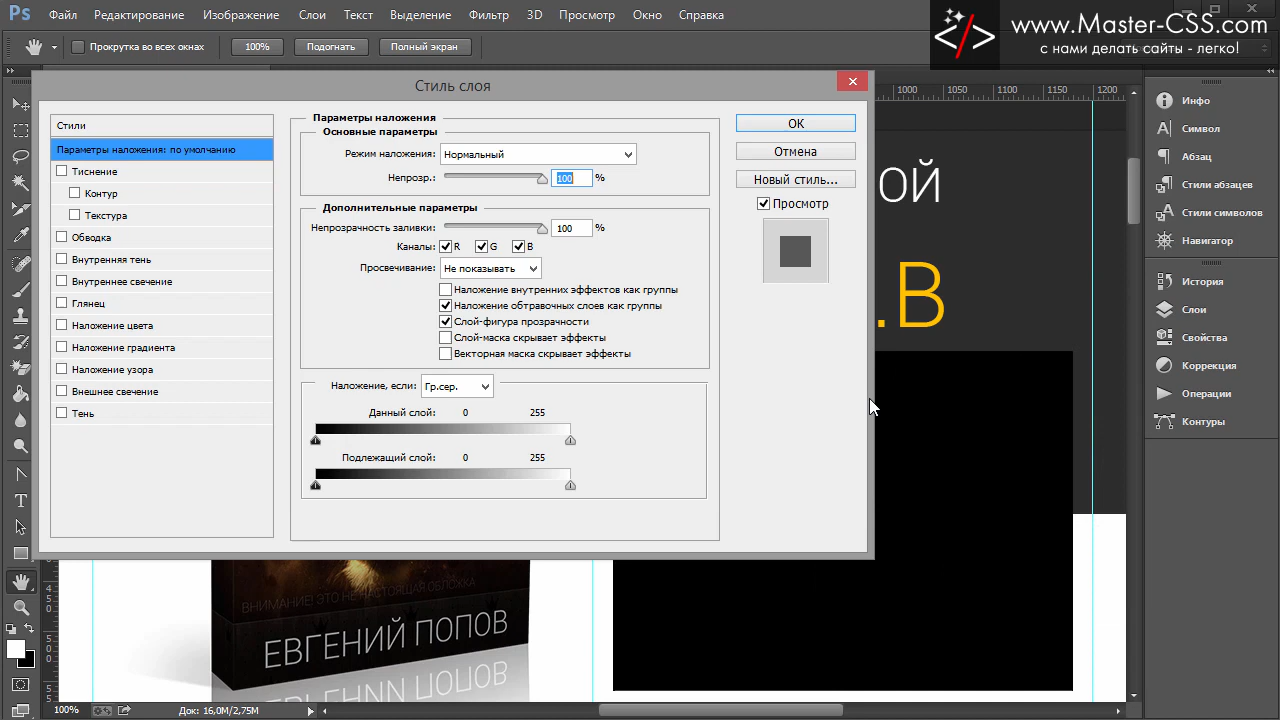 Ps Файл Редактирование Изображение Слои Текст Выделение Фильтр 3D Просмотр Окно Справка
www.Master-CSS.com
с нами делать сайты - легко!
Прокрутка во всех окнах 100% Подогнать Полный экран
Стиль слоя
Стили
Параметры наложения: по умолчанию
Тиснение
Контур
Текстура
Обводка
Внутренняя тень
Внутреннее свечение
Глянец
Наложение цвета
Наложение градиента
Наложение узора
Внешнее свечение
Тень
Параметры наложения
Основные параметры
Режим наложения: Нормальный
Непрозр.: 100 %
Дополнительные параметры
Непрозрачность заливки: 100 %
Каналы: R G B
Просвечивание: Не показывать
Наложение внутренних эффектов как группы
Наложение обтравочных слоев как группы
Слой-фигура прозрачности
Слой-маска скрывает эффекты
Векторная маска скрывает эффекты
Наложение, если: Гр.сер.
Данный слой: 0 255
Подлежащий слой: 0 255
ОК
Отмена
Новый стиль...
Просмотр
1000 1050 1100 1150 1200
ОЙ
.В
Инфо
Символ
Абзац
Стили абзацев
Стили символов
Навигатор
История
Слои
Свойства
Коррекция
Операции
Контуры
ВНИМАНИЕ! ЭТО НЕ НАСТОЯЩАЯ ОБЛОЖКА
ЕВГЕНИЙ ПОПОВ
100% Док: 16,0M/2,75M